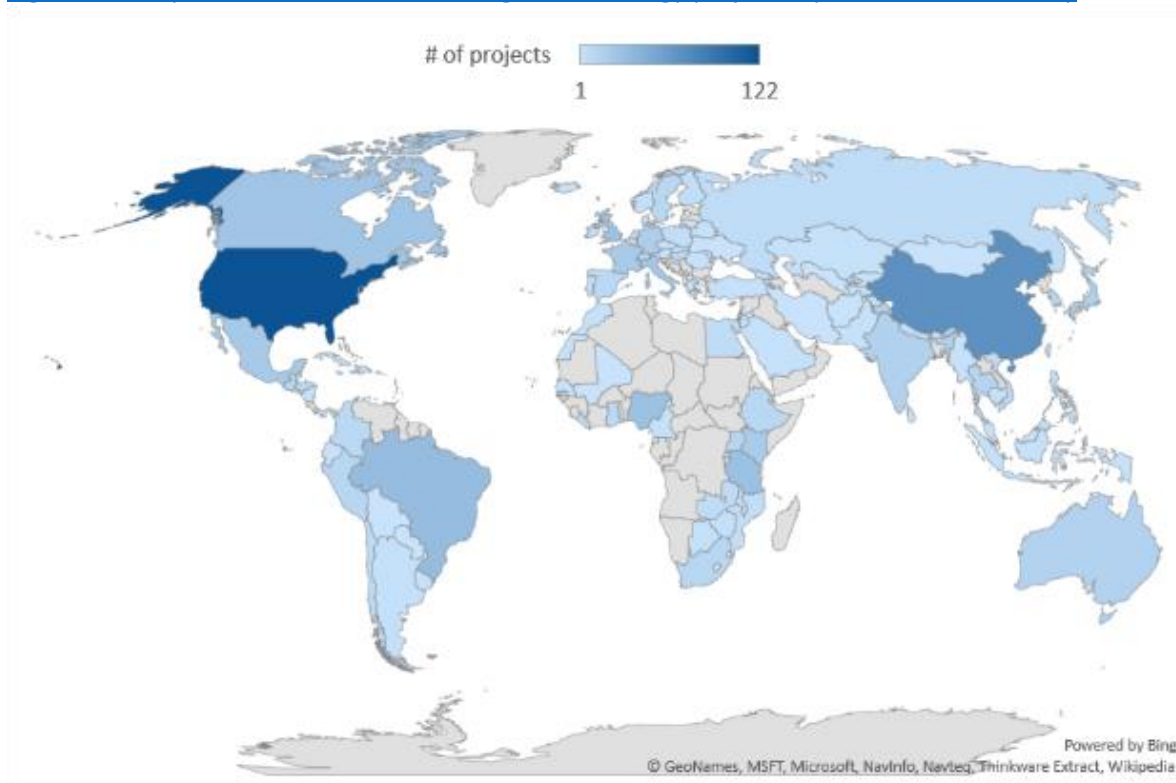 # of projects
1 122
Powered by Bing
© GeoNames, MSFT, Microsoft, NavInfo, Navteq, Thinkware Extract, Wikipedia